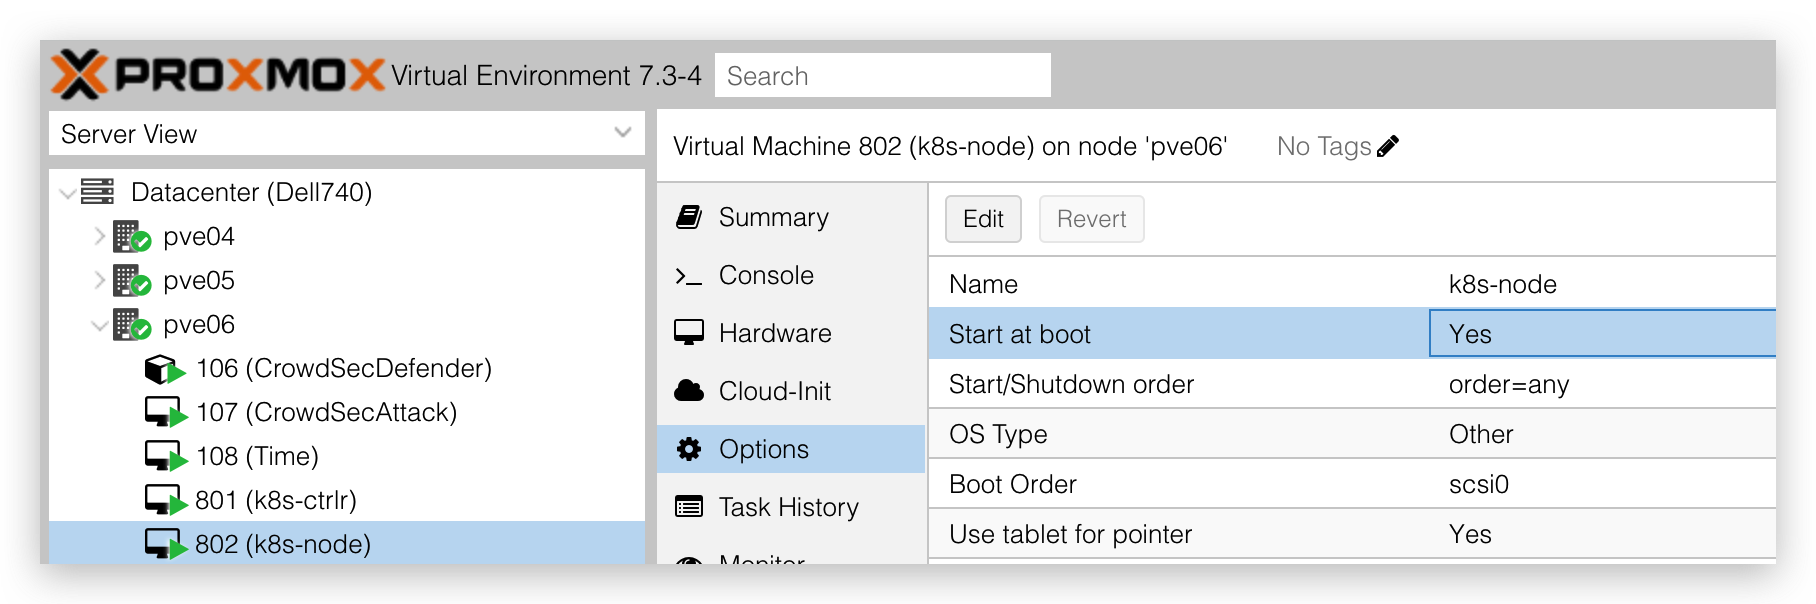 PROXMOX Virtual Environment 7.3-4 Search
Server View
Datacenter (Dell740)
pve04
pve05
pve06
106 (CrowdSecDefender)
107 (CrowdSecAttack)
108 (Time)
801 (k8s-ctrlr)
802 (k8s-node)
Virtual Machine 802 (k8s-node) on node 'pve06' No Tags
Summary
Console
Hardware
Cloud-Init
Options
Task History
Monitor
Edit Revert
Name k8s-node
Start at boot Yes
Start/Shutdown order order=any
OS Type Other
Boot Order scsi0
Use tablet for pointer Yes